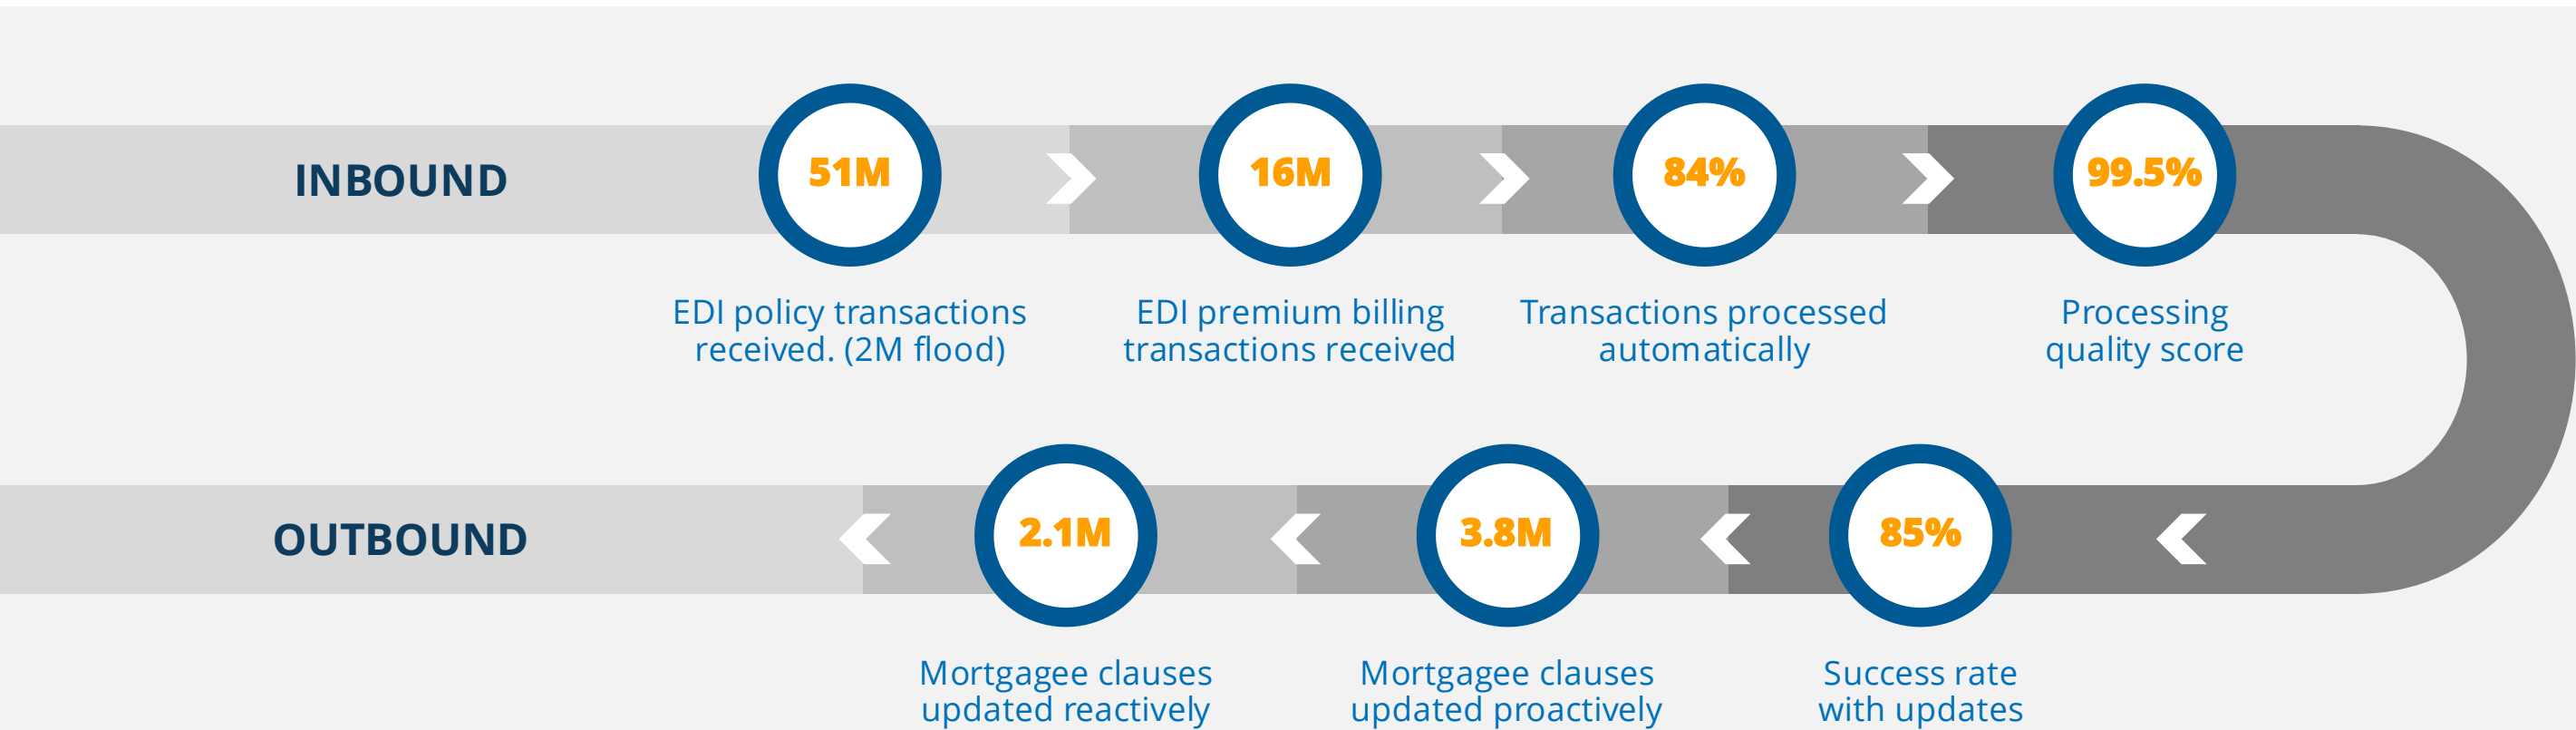 INBOUND
51M
EDI policy transactions
received. (2M flood)
16M
EDI premium billing
transactions received
84%
Transactions processed
automatically
99.5%
Processing
quality score
OUTBOUND
2.1M
Mortgagee clauses
updated reactively
3.8M
Mortgagee clauses
updated proactively
85%
Success rate
with updates